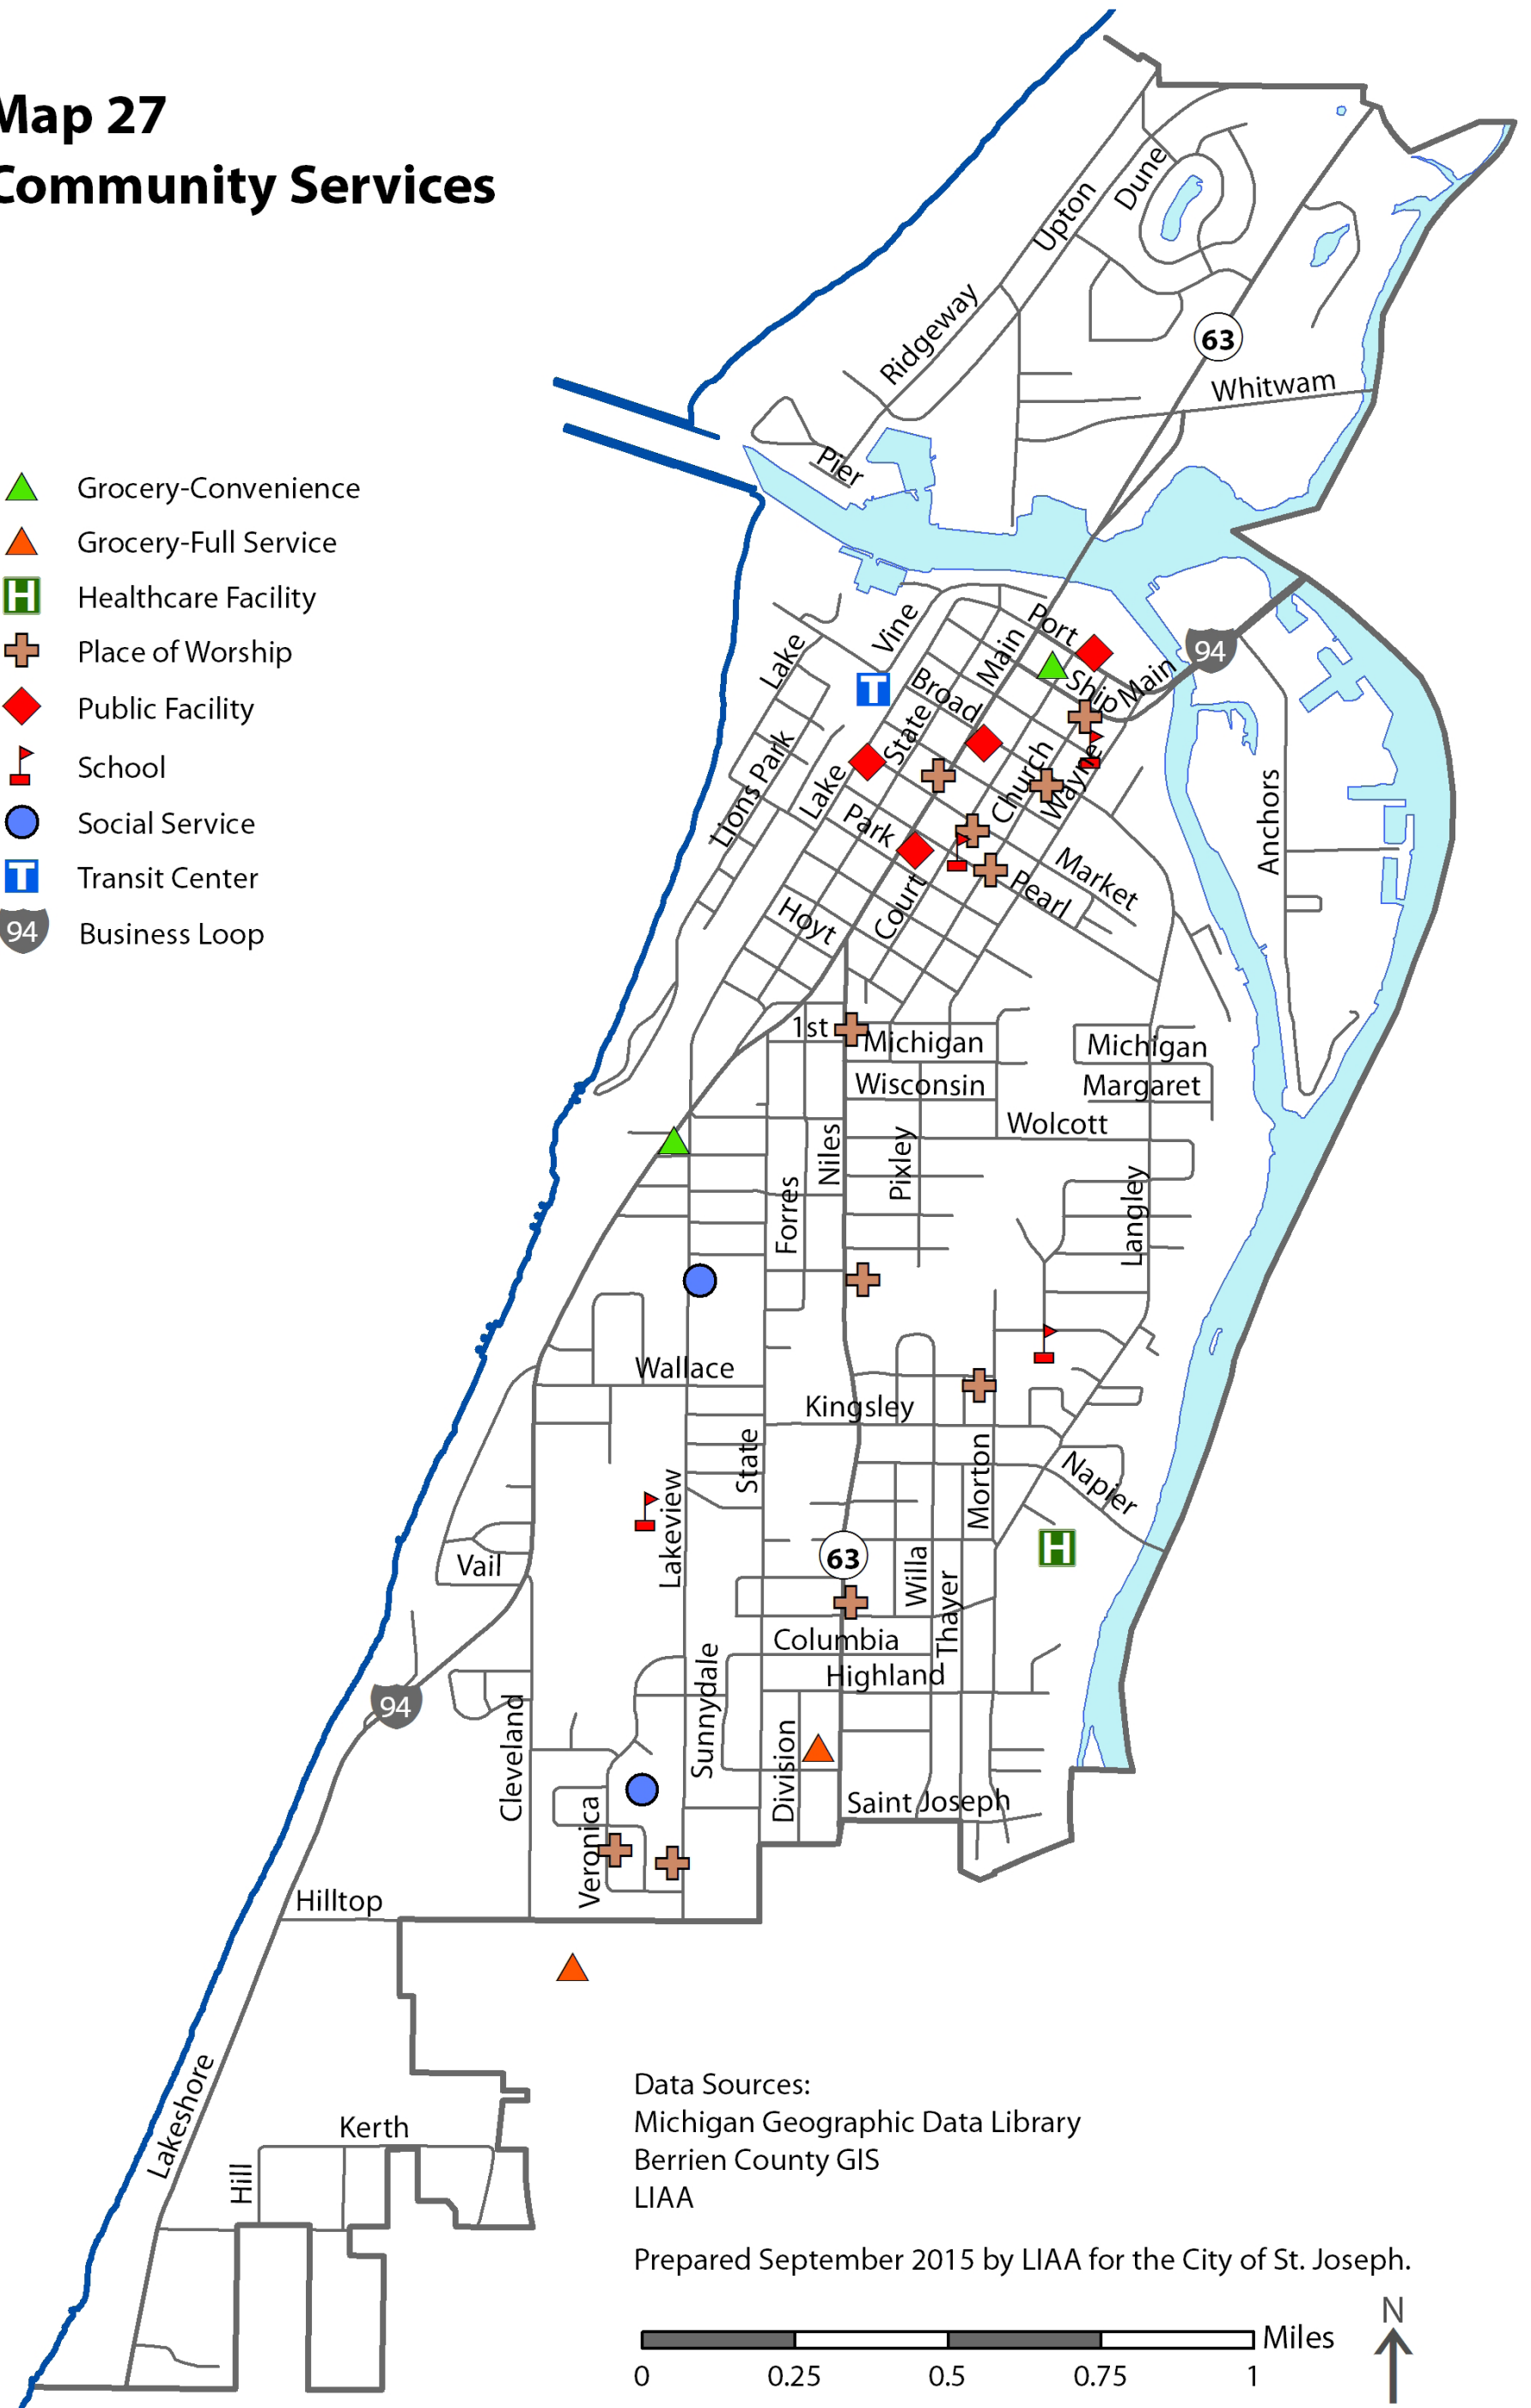 Map 27
Community Services
Grocery-Convenience
Grocery-Full Service
H Healthcare Facility
Place of Worship
Public Facility
School
Social Service
T Transit Center
94 Business Loop
Dune
Upton
Ridgeway
63
Whitwam
Pier
Port
Vine
Main
94
Lake
Ship
Main
T
Broad
State
Lions Park
Lake
Church
Wayne
Anchors
Park
Market
Pearl
Court
Hoyt
1st
Michigan
Michigan
Wisconsin
Margaret
Wolcott
Niles
Pixley
Forres
Langley
Wallace
Kingsley
State
Morton
Napier
Lakeview
H
63
Vail
Willa
Thayer
Columbia
Highland
Sunnydale
94
Cleveland
Division
Saint Joseph
Veronica
Hilltop
Lakeshore
Kerth
Hill
Data Sources:
Michigan Geographic Data Library
Berrien County GIS
LIAA
Prepared September 2015 by LIAA for the City of St. Joseph.
N
Miles
0 0.25 0.5 0.75 1